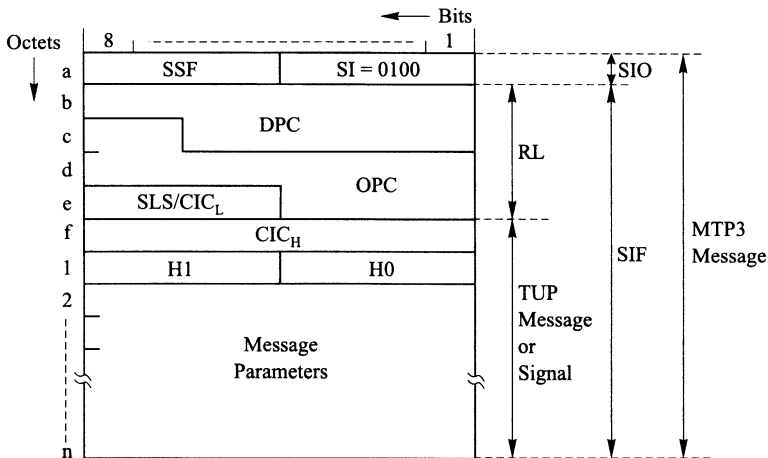 Bits
Octets
8 1
a SSF SI = 0100 SIO
b
DPC
c
RL
d
OPC
e SLS/CIC_L
f CIC_H
MTP3
Message
SIF
l H1 H0
2
TUP
Message
or
Signal
Message
Parameters
n